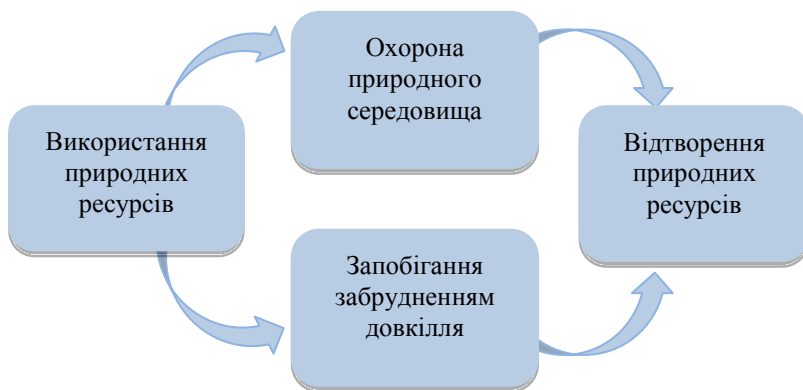 Використання
природних
ресурсів
Охорона
природного
середовища
Запобігання
забрудненням
довкілля
Відтворення
природних
ресурсів